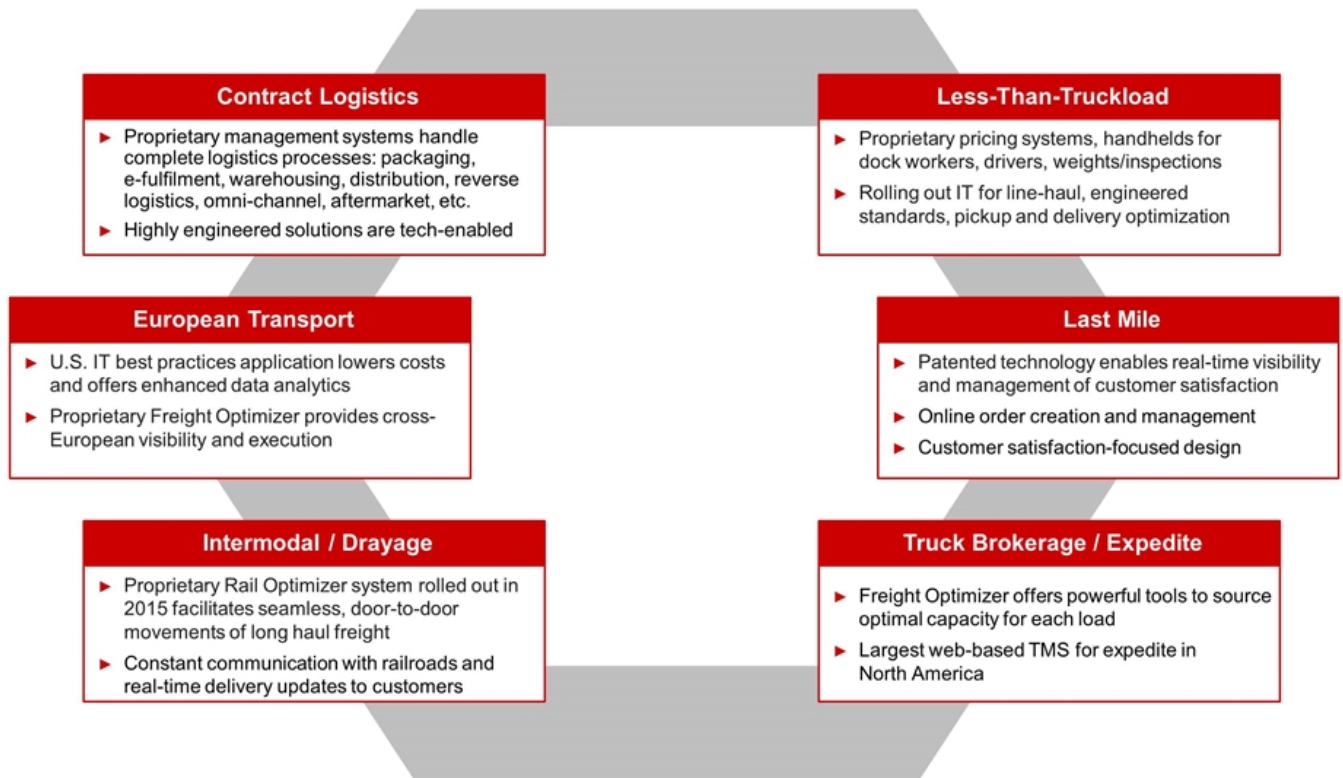 Contract Logistics
► Proprietary management systems handle
complete logistics processes: packaging,
e-fulfilment, warehousing, distribution, reverse
logistics, omni-channel, aftermarket, etc.
► Highly engineered solutions are tech-enabled
Less-Than-Truckload
► Proprietary pricing systems, handhelds for
dock workers, drivers, weights/inspections
► Rolling out IT for line-haul, engineered
standards, pickup and delivery optimization
European Transport
► U.S. IT best practices application lowers costs
and offers enhanced data analytics
► Proprietary Freight Optimizer provides cross-
European visibility and execution
Last Mile
► Patented technology enables real-time visibility
and management of customer satisfaction
► Online order creation and management
► Customer satisfaction-focused design
Intermodal / Drayage
► Proprietary Rail Optimizer system rolled out in
2015 facilitates seamless, door-to-door
movements of long haul freight
► Constant communication with railroads and
real-time delivery updates to customers
Truck Brokerage / Expedite
► Freight Optimizer offers powerful tools to source
optimal capacity for each load
► Largest web-based TMS for expedite in
North America